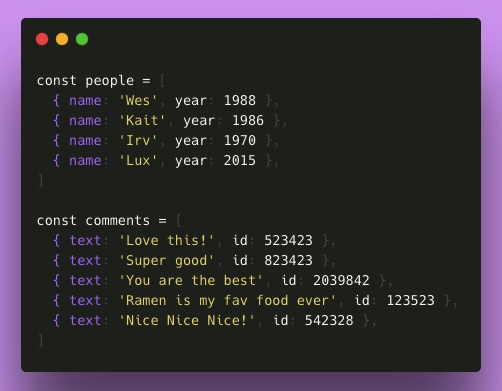 const people = [
  { name: 'Wes', year: 1988 },
  { name: 'Kait', year: 1986 },
  { name: 'Irv', year: 1970 },
  { name: 'Lux', year: 2015 },
]
const comments = [
  { text: 'Love this!', id: 523423 },
  { text: 'Super good', id: 823423 },
  { text: 'You are the best', id: 2039842 },
  { text: 'Ramen is my fav food ever', id: 123523 },
  { text: 'Nice Nice Nice!', id: 542328 },
]